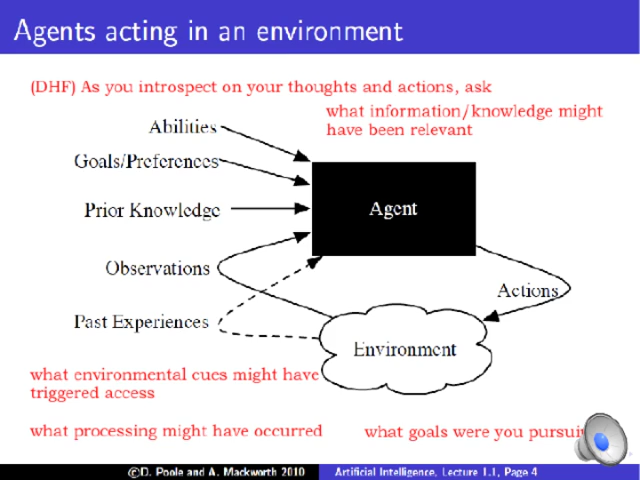 Agents acting in an environment
(DHF) As you introspect on your thoughts and actions, ask
what information/knowledge might
have been relevant
Abilities
Goals/Preferences
Prior Knowledge
Agent
Observations
Actions
Past Experiences
Environment
what environmental cues might have
triggered access
what processing might have occurred
what goals were you
©D. Poole and A. Mackworth 2010
Artificial Intelligence, Lecture 1.1, Page 4